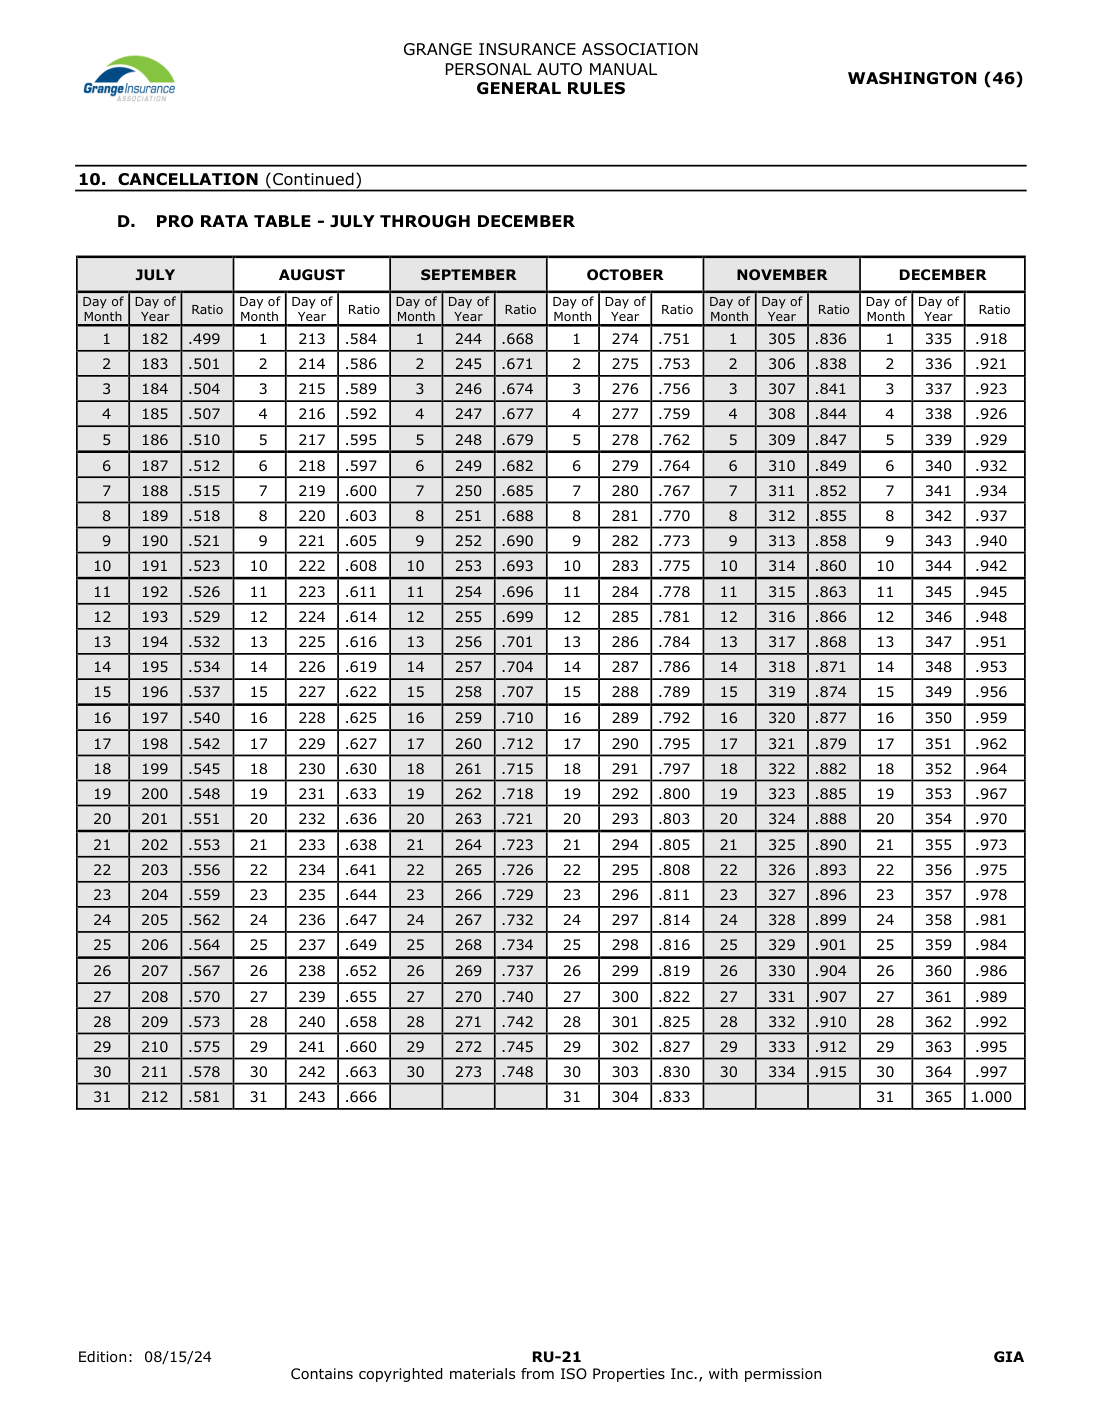 GrangeInsurance
ASSOCIATION
GRANGE INSURANCE ASSOCIATION
PERSONAL AUTO MANUAL
GENERAL RULES
WASHINGTON (46)
10. CANCELLATION (Continued)
D. PRO RATA TABLE - JULY THROUGH DECEMBER
JULY AUGUST SEPTEMBER OCTOBER NOVEMBER DECEMBER
Day of Month Day of Year Ratio Day of Month Day of Year Ratio Day of Month Day of Year Ratio Day of Month Day of Year Ratio Day of Month Day of Year Ratio Day of Month Day of Year Ratio
1 182 .499 1 213 .584 1 244 .668 1 274 .751 1 305 .836 1 335 .918
2 183 .501 2 214 .586 2 245 .671 2 275 .753 2 306 .838 2 336 .921
3 184 .504 3 215 .589 3 246 .674 3 276 .756 3 307 .841 3 337 .923
4 185 .507 4 216 .592 4 247 .677 4 277 .759 4 308 .844 4 338 .926
5 186 .510 5 217 .595 5 248 .679 5 278 .762 5 309 .847 5 339 .929
6 187 .512 6 218 .597 6 249 .682 6 279 .764 6 310 .849 6 340 .932
7 188 .515 7 219 .600 7 250 .685 7 280 .767 7 311 .852 7 341 .934
8 189 .518 8 220 .603 8 251 .688 8 281 .770 8 312 .855 8 342 .937
9 190 .521 9 221 .605 9 252 .690 9 282 .773 9 313 .858 9 343 .940
10 191 .523 10 222 .608 10 253 .693 10 283 .775 10 314 .860 10 344 .942
11 192 .526 11 223 .611 11 254 .696 11 284 .778 11 315 .863 11 345 .945
12 193 .529 12 224 .614 12 255 .699 12 285 .781 12 316 .866 12 346 .948
13 194 .532 13 225 .616 13 256 .701 13 286 .784 13 317 .868 13 347 .951
14 195 .534 14 226 .619 14 257 .704 14 287 .786 14 318 .871 14 348 .953
15 196 .537 15 227 .622 15 258 .707 15 288 .789 15 319 .874 15 349 .956
16 197 .540 16 228 .625 16 259 .710 16 289 .792 16 320 .877 16 350 .959
17 198 .542 17 229 .627 17 260 .712 17 290 .795 17 321 .879 17 351 .962
18 199 .545 18 230 .630 18 261 .715 18 291 .797 18 322 .882 18 352 .964
19 200 .548 19 231 .633 19 262 .718 19 292 .800 19 323 .885 19 353 .967
20 201 .551 20 232 .636 20 263 .721 20 293 .803 20 324 .888 20 354 .970
21 202 .553 21 233 .638 21 264 .723 21 294 .805 21 325 .890 21 355 .973
22 203 .556 22 234 .641 22 265 .726 22 295 .808 22 326 .893 22 356 .975
23 204 .559 23 235 .644 23 266 .729 23 296 .811 23 327 .896 23 357 .978
24 205 .562 24 236 .647 24 267 .732 24 297 .814 24 328 .899 24 358 .981
25 206 .564 25 237 .649 25 268 .734 25 298 .816 25 329 .901 25 359 .984
26 207 .567 26 238 .652 26 269 .737 26 299 .819 26 330 .904 26 360 .986
27 208 .570 27 239 .655 27 270 .740 27 300 .822 27 331 .907 27 361 .989
28 209 .573 28 240 .658 28 271 .742 28 301 .825 28 332 .910 28 362 .992
29 210 .575 29 241 .660 29 272 .745 29 302 .827 29 333 .912 29 363 .995
30 211 .578 30 242 .663 30 273 .748 30 303 .830 30 334 .915 30 364 .997
31 212 .581 31 243 .666 31 304 .833 31 365 1.000
Edition: 08/15/24 RU-21 GIA
Contains copyrighted materials from ISO Properties Inc., with permission